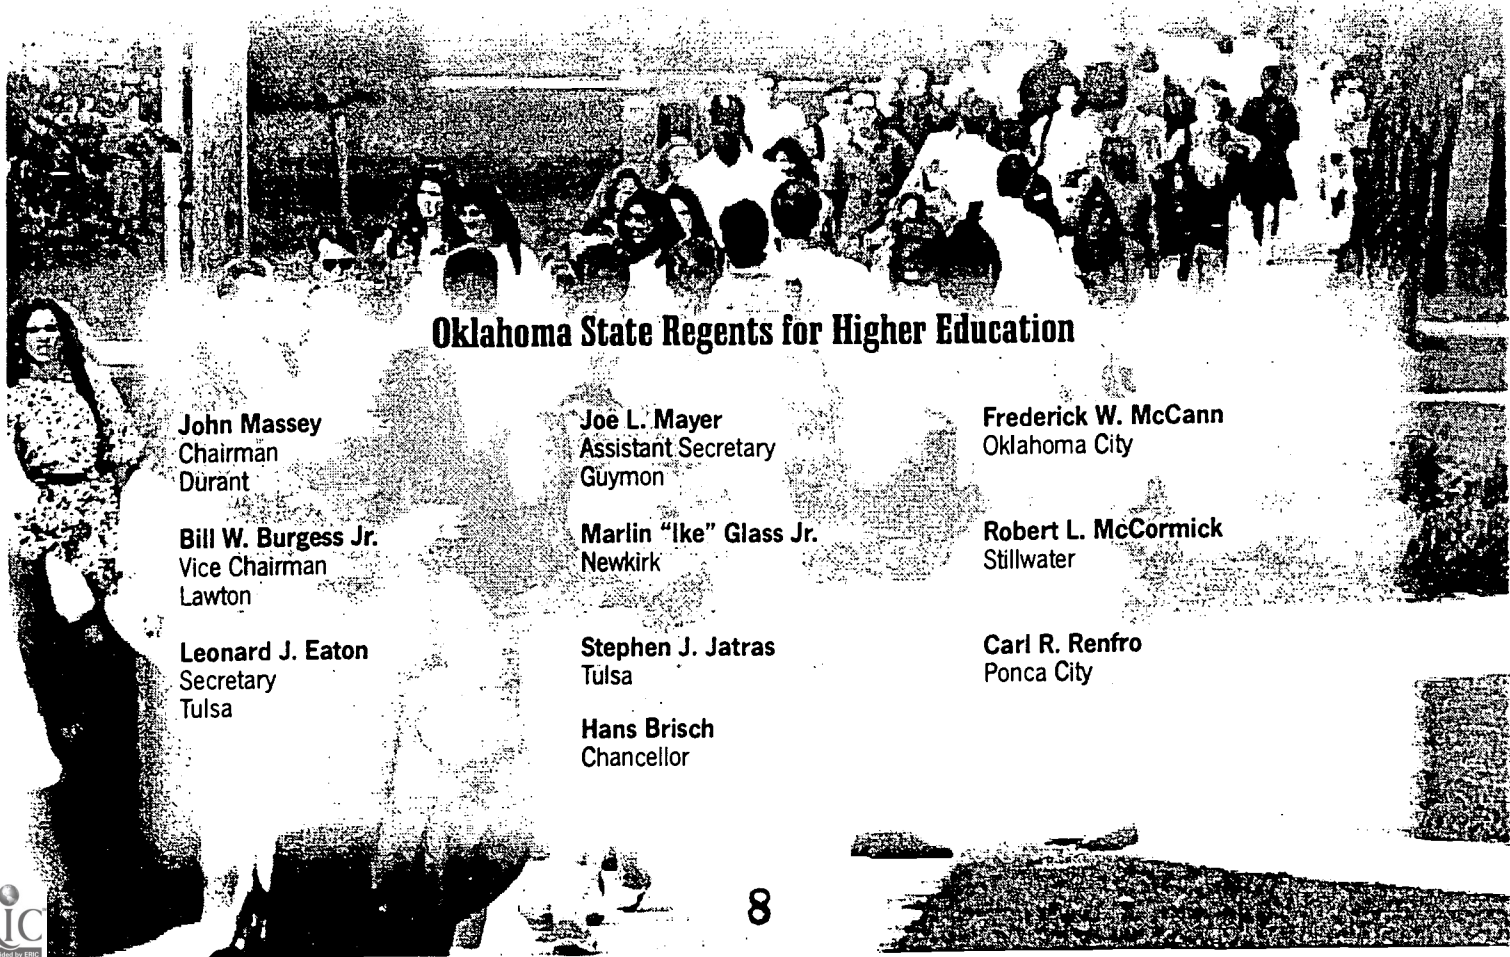 Oklahoma State Regents for Higher Education
John Massey
Chairman
Durant
Bill W. Burgess Jr.
Vice Chairman
Lawton
Leonard J. Eaton
Secretary
Tulsa
Joe L. Mayer
Assistant Secretary
Guymon
Marlin “Ike” Glass Jr.
Newkirk
Stephen J. Jatras
Tulsa
Hans Brisch
Chancellor
Frederick W. McCann
Oklahoma City
Robert L. McCormick
Stillwater
Carl R. Renfro
Ponca City
8